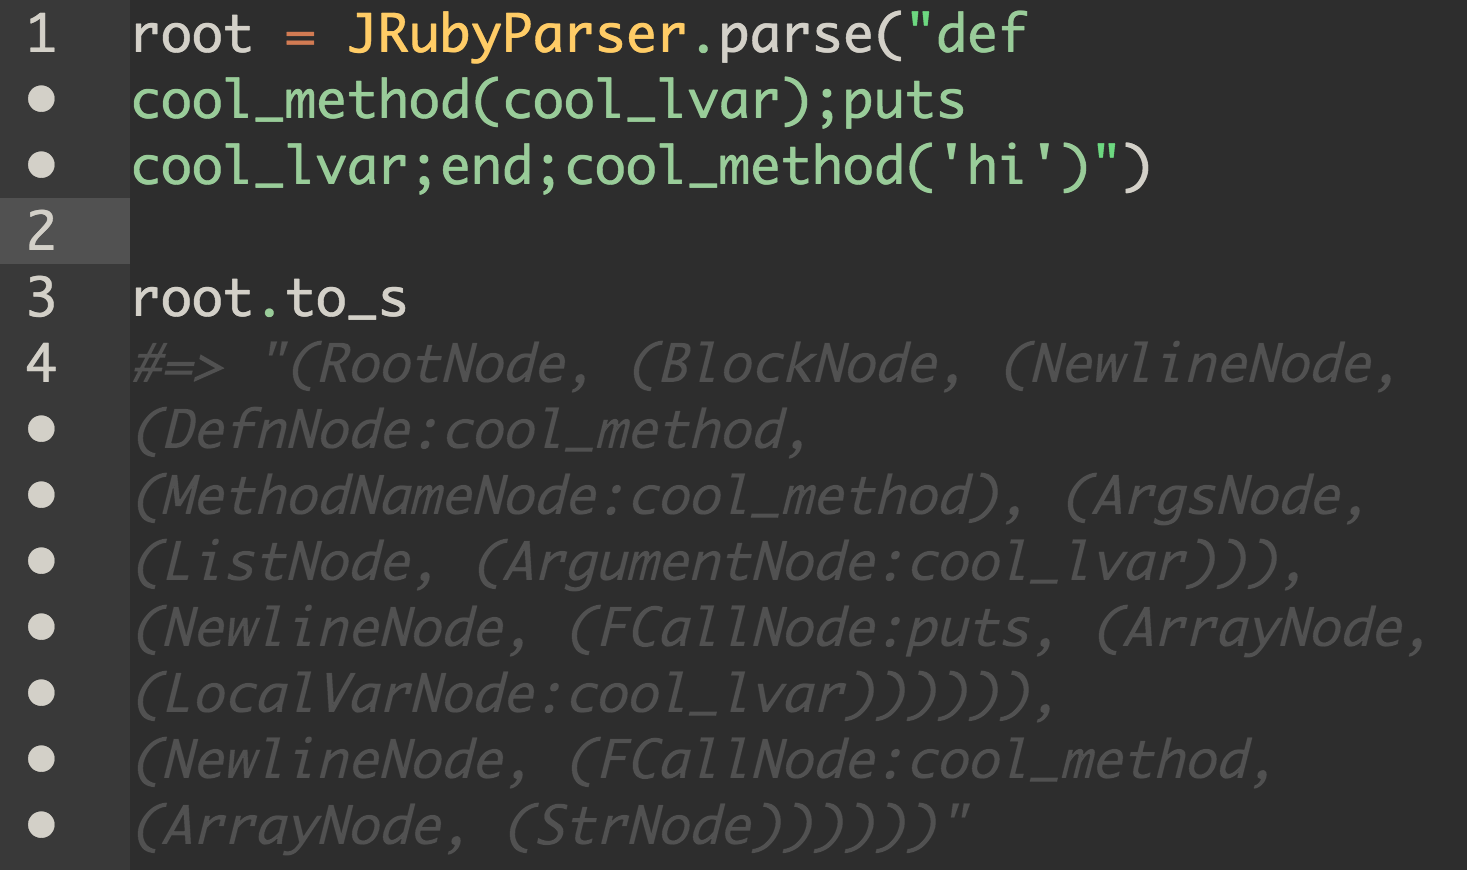 1 root = JRubyParser.parse("def
• cool_method(cool_lvar);puts
• cool_lvar;end;cool_method('hi')")
2
3 root.to_s
4 #=> "(RootNode, (BlockNode, (NewlineNode,
• (DefnNode:cool_method,
• (MethodNameNode:cool_method), (ArgsNode,
• (ListNode, (ArgumentNode:cool_lvar))),
• (NewlineNode, (FCallNode:puts, (ArrayNode,
• (LocalVarNode:cool_lvar)))))),
• (NewlineNode, (FCallNode:cool_method,
• (ArrayNode, (StrNode))))))"